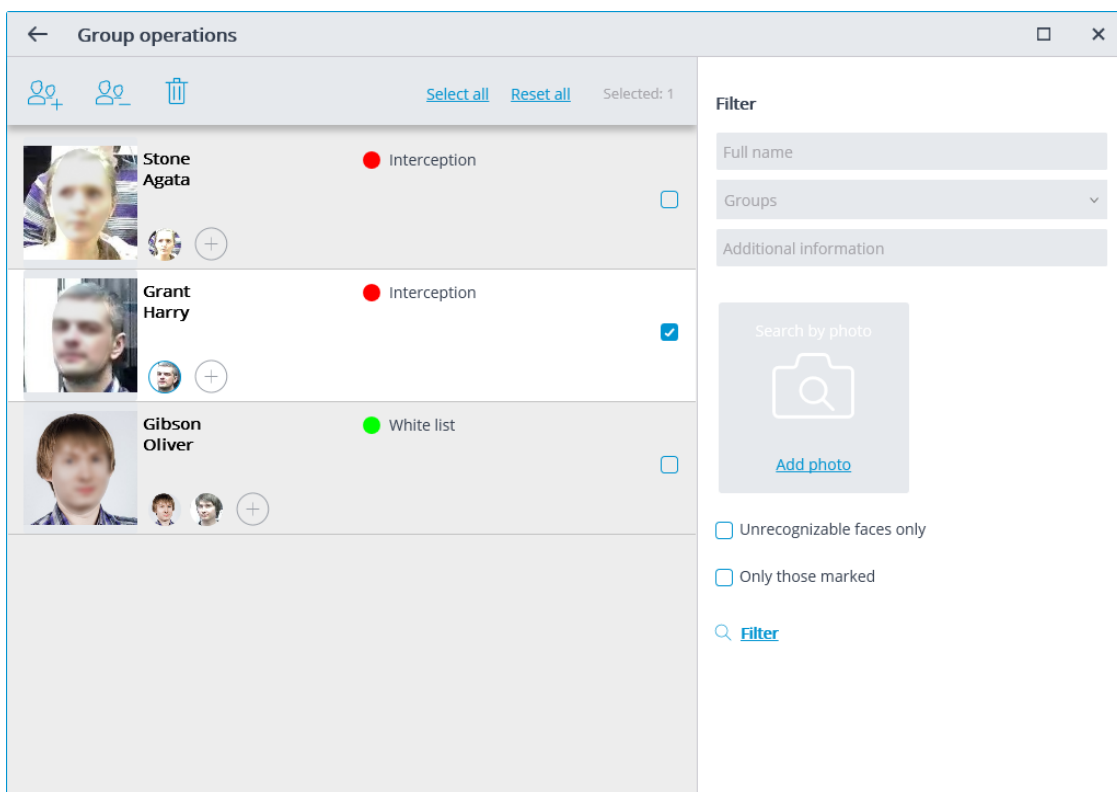 Group operations
Select all Reset all Selected: 1
Stone
Agata
Interception
Grant
Harry
Interception
Gibson
Oliver
White list
Filter
Full name
Groups
Additional information
Search by photo
Add photo
Unrecognizable faces only
Only those marked
Filter